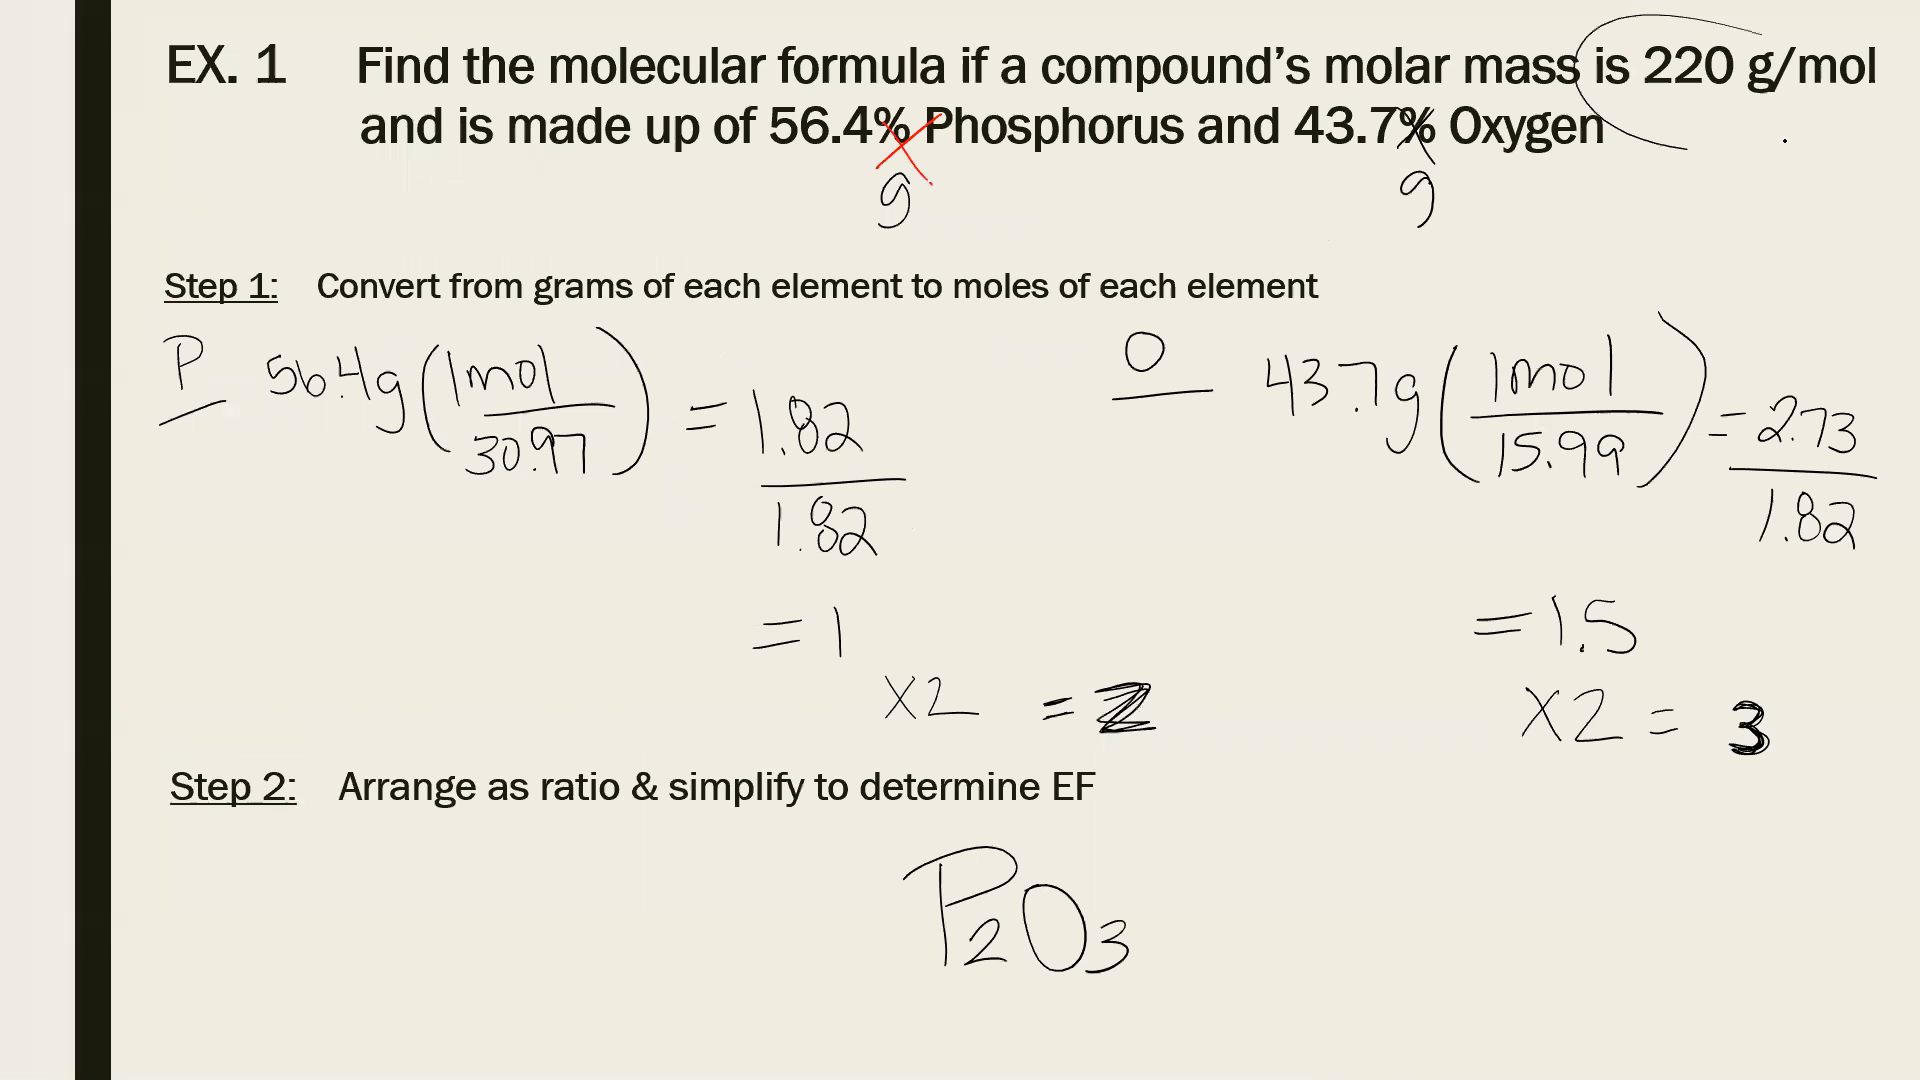 EX. 1 Find the molecular formula if a compound's molar mass is 220 g/mol
and is made up of 56.4% Phosphorus and 43.7% Oxygen
g g
Step 1: Convert from grams of each element to moles of each element
P 56.4g (1mol / 30.97) = 1.82 / 1.82
= 1
x2 = 2
O 43.7g (1mol / 15.99) = 2.73 / 1.82
= 1.5
x2 = 3
Step 2: Arrange as ratio & simplify to determine EF
P2O3